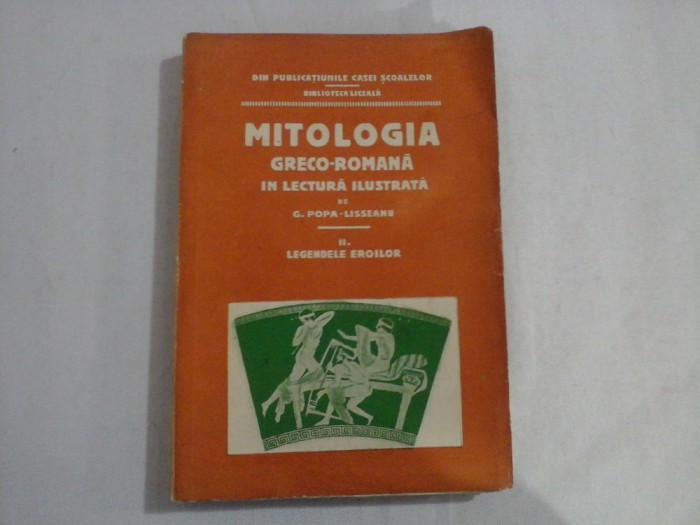 DIN PUBLICAȚIUNILE CASEI ȘCOALELOR
BIBLIOTECA LICEALĂ
MITOLOGIA
GRECO-ROMANĂ
IN LECTURĂ ILUSTRATĂ
DE
G. POPA-LISSEANU
II.
LEGENDELE EROILOR